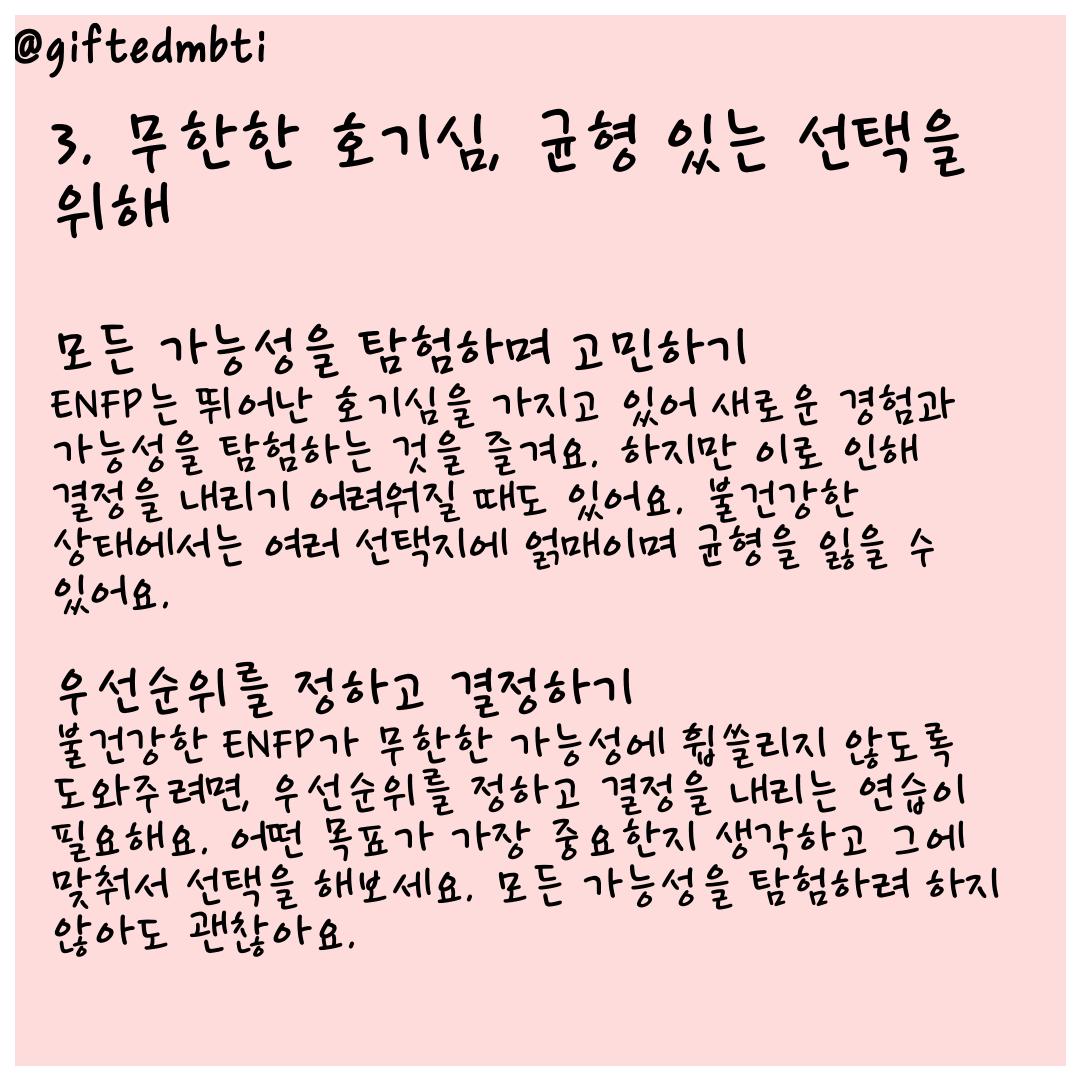 @giftedmbti
3. 무한한 호기심, 균형 있는 선택을
위해
모든 가능성을 탐험하며 고민하기
ENFP는 뛰어난 호기심을 가지고 있어 새로운 경험과
가능성을 탐험하는 것을 즐겨요. 하지만 이로 인해
결정을 내리기 어려워질 때도 있어요. 불건강한
상태에서는 여러 선택지에 얽매이며 균형을 잃을 수
있어요.
우선순위를 정하고 결정하기
불건강한 ENFP가 무한한 가능성에 휩쓸리지 않도록
도와주려면, 우선순위를 정하고 결정을 내리는 연습이
필요해요. 어떤 목표가 가장 중요한지 생각하고 그에
맞춰서 선택을 해보세요. 모든 가능성을 탐험하려 하지
않아도 괜찮아요.